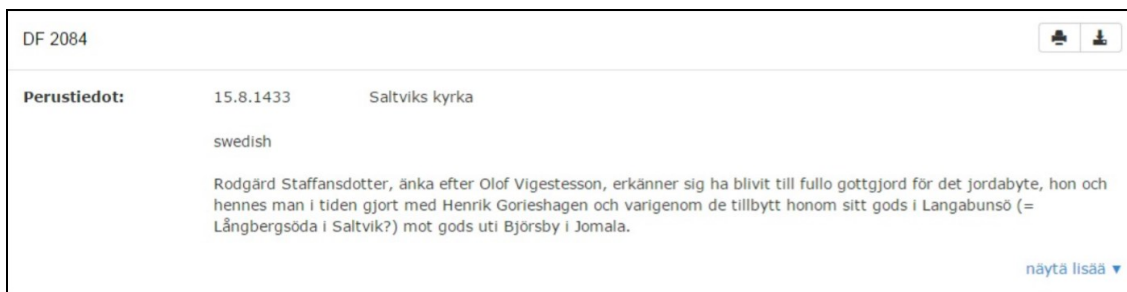 DF 2084
Perustiedot: 15.8.1433 Saltviks kyrka
swedish
Rodgärd Staffansdotter, änka efter Olof Vigestesson, erkänner sig ha blivit till fullo gottgjord för det jordabyte, hon och
hennes man i tiden gjort med Henrik Gorieshagen och varigenom de tillbytt honom sitt gods i Langabunsö (=
Långbergsöda i Saltvik?) mot gods uti Björsby i Jomala.
näytä lisää ▼